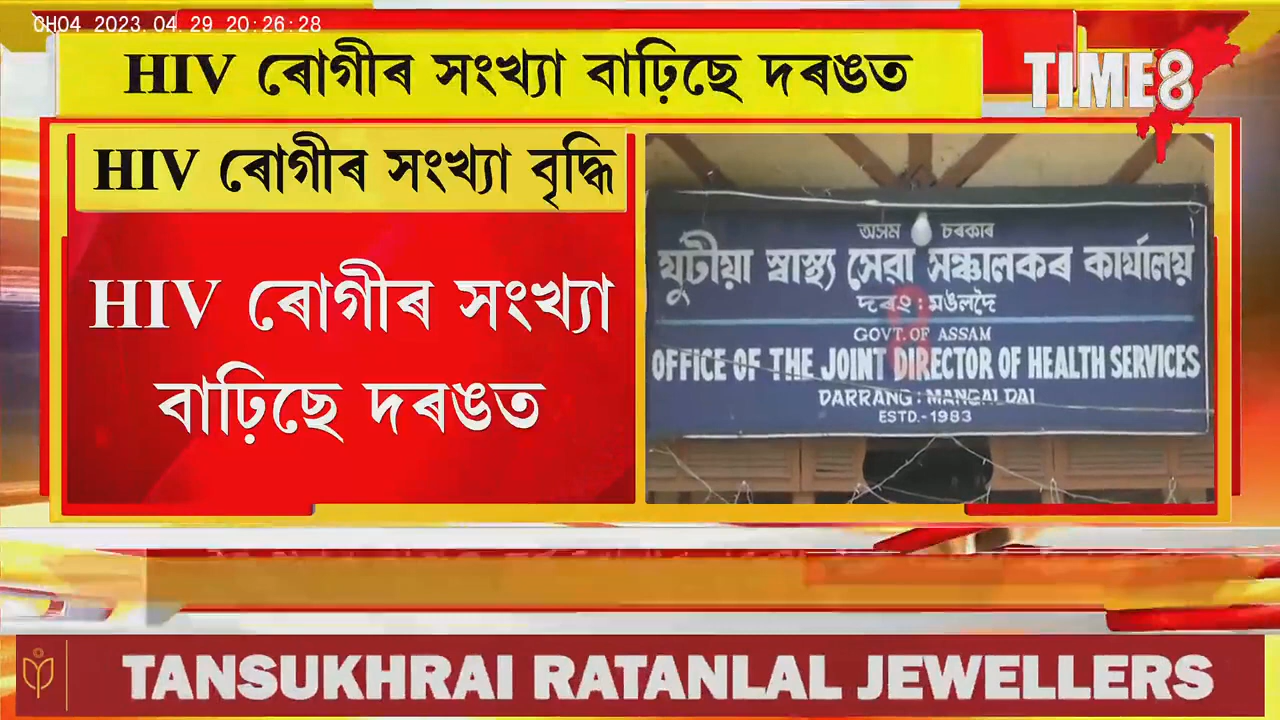 CH04 2023.04.29 20:26:28
HIV ৰোগীৰ সংখ্যা বাঢ়িছে দৰঙত
TIME8
HIV ৰোগীৰ সংখ্যা বৃদ্ধি
HIV ৰোগীৰ সংখ্যা
বাঢ়িছে দৰঙত
অসম চৰকাৰ
যুটীয়া স্বাস্থ্য সেৱা সঞ্চালকৰ কাৰ্যালয়
দৰং : মঙলদৈ
GOVT. OF ASSAM
OFFICE OF THE JOINT DIRECTOR OF HEALTH SERVICES
DARRANG : MANGALDAI
ESTD.-1983
TANSUKHRAI RATANLAL JEWELLERS